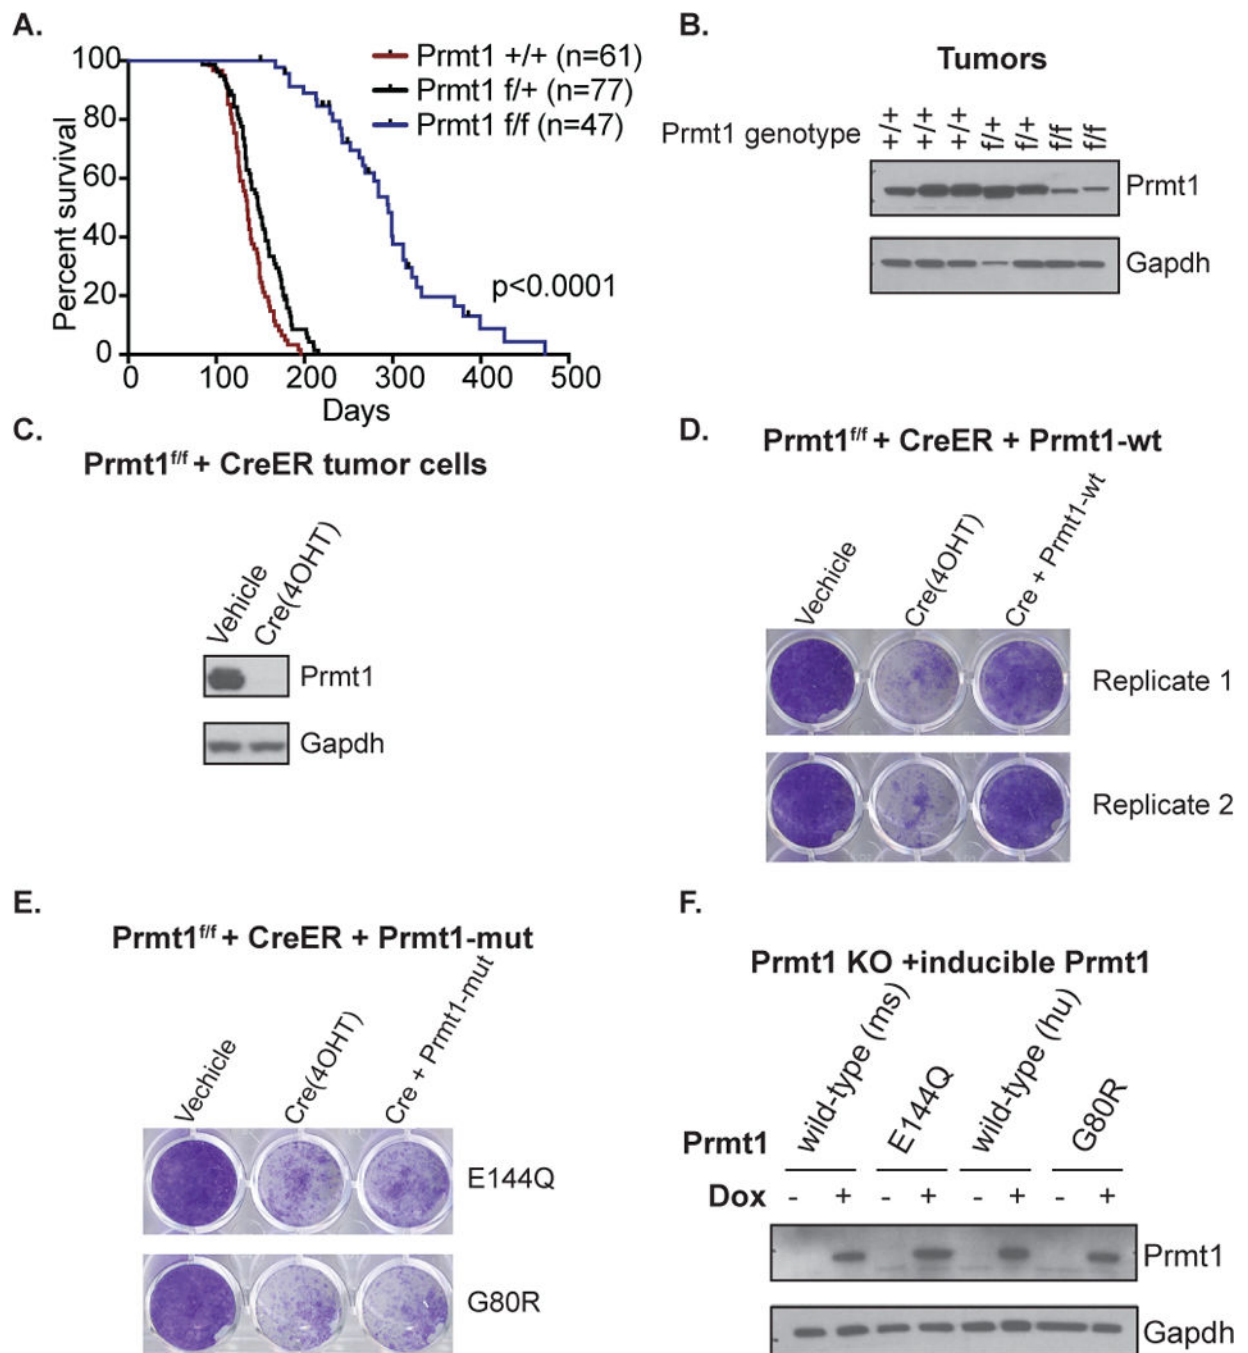 A.
100
80
60
40
20
0
Percent survival
0 100 200 300 400 500
Days
Prmt1 +/+ (n=61)
Prmt1 f/+ (n=77)
Prmt1 f/f (n=47)
p<0.0001
B.
Tumors
Prmt1 genotype +/+ +/+ +/+ f/+ f/+ f/f f/f
Prmt1
Gapdh
C.
Prmt1f/f + CreER tumor cells
Vehicle Cre(4OHT)
Prmt1
Gapdh
D.
Prmt1f/f + CreER + Prmt1-wt
Vechicle Cre(4OHT) Cre + Prmt1-wt
Replicate 1
Replicate 2
E.
Prmt1f/f + CreER + Prmt1-mut
Vechicle Cre(4OHT) Cre + Prmt1-mut
E144Q
G80R
F.
Prmt1 KO +inducible Prmt1
Prmt1 wild-type (ms) E144Q wild-type (hu) G80R
Dox - + - + - + - +
Prmt1
Gapdh